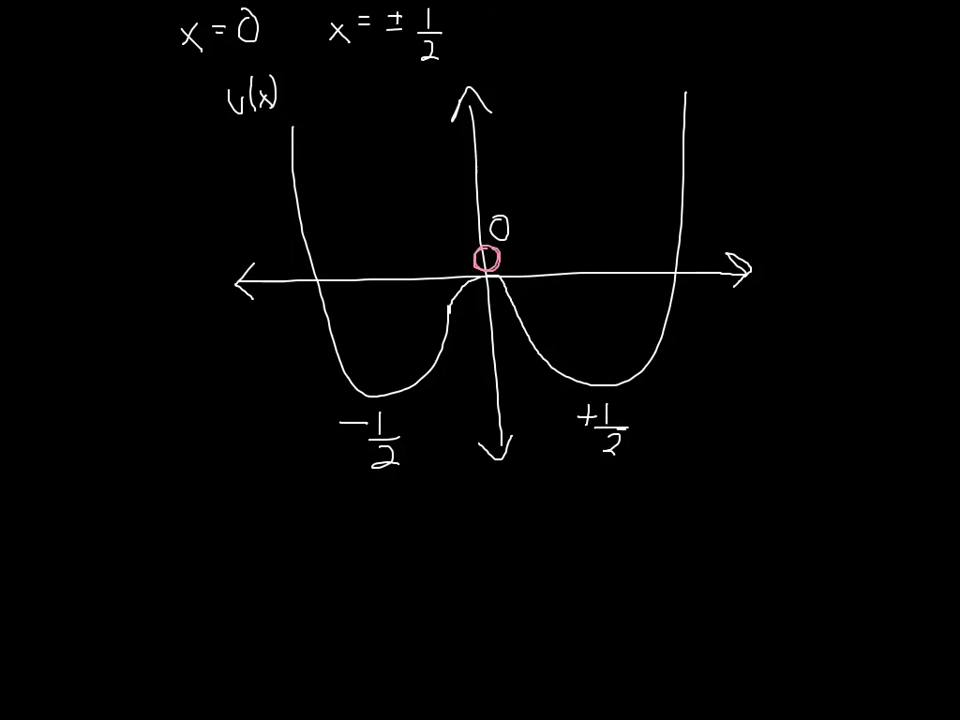 x = 0 x = ± 1/2
v(x)
0
- 1/2
+ 1/2